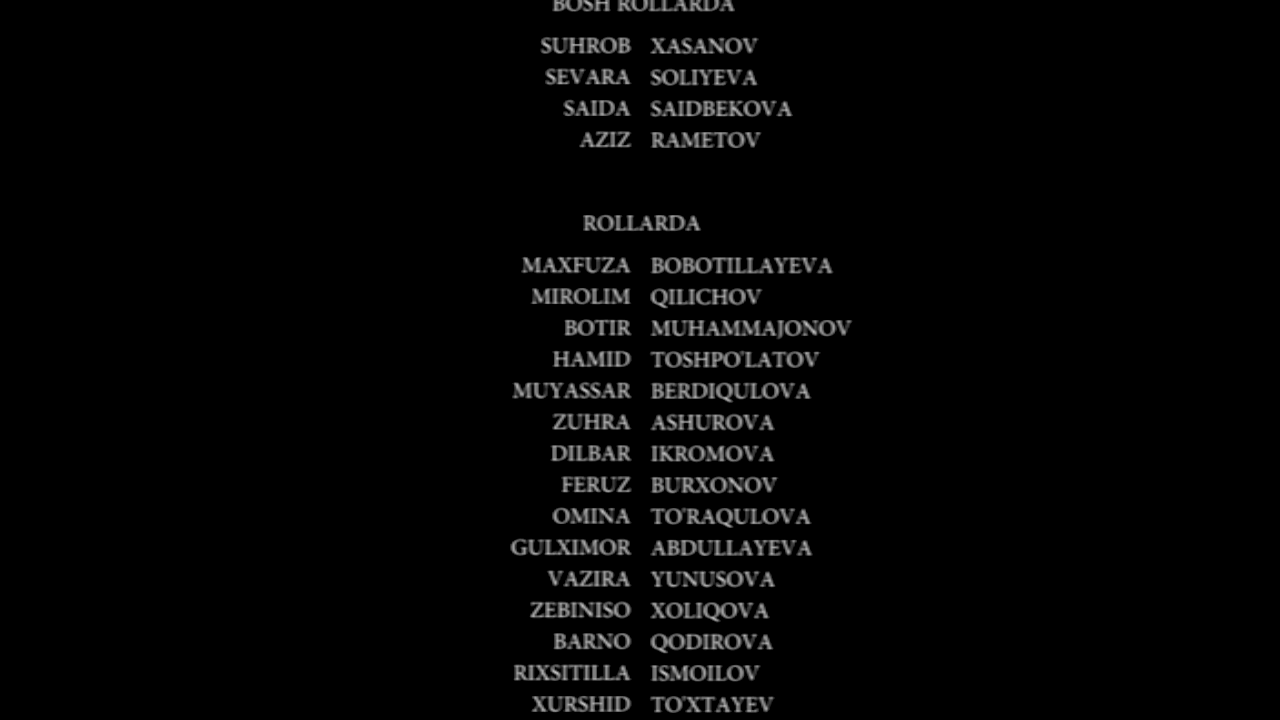 BOSH ROLLARDA
SUHROB XASANOV
SEVARA SOLIYEVA
SAIDA SAIDBEKOVA
AZIZ RAMETOV
ROLLARDA
MAXFUZA BOBOTILLAYEVA
MIROLIM QILICHOV
BOTIR MUHAMMAJONOV
HAMID TOSHPO'LATOV
MUYASSAR BERDIQULOVA
ZUHRA ASHUROVA
DILBAR IKROMOVA
FERUZ BURXONOV
OMINA TO'RAQULOVA
GULXIMOR ABDULLAYEVA
VAZIRA YUNUSOVA
ZEBINISO XOLIQOVA
BARNO QODIROVA
RIXSITILLA ISMOILOV
XURSHID TO'XTAYEV